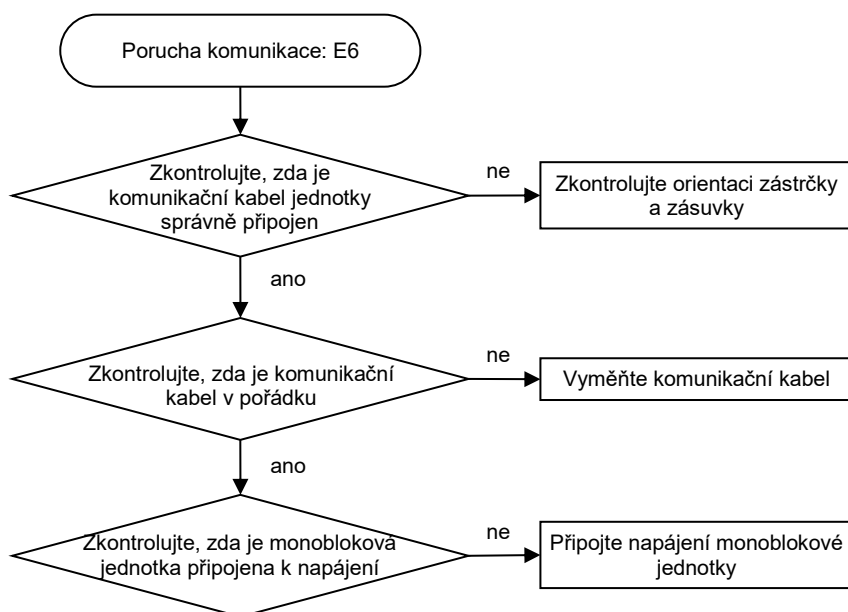 Porucha komunikace: E6
Zkontrolujte, zda je
komunikační kabel jednotky
správně připojen
ne
Zkontrolujte orientaci zástrčky
a zásuvky
ano
Zkontrolujte, zda je komunikační
kabel v pořádku
ne
Vyměňte komunikační kabel
ano
Zkontrolujte, zda je monobloková
jednotka připojena k napájení
ne
Připojte napájení monoblokové
jednotky